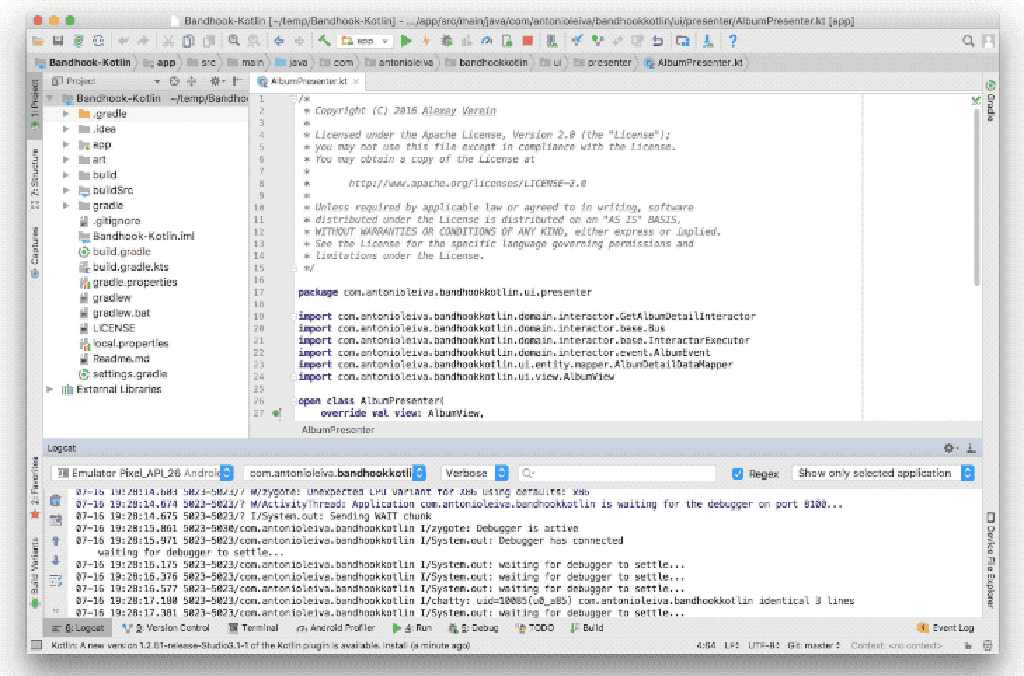 Bandhook-Kotlin [~/temp/Bandhook-Kotlin] - .../app/src/main/java/com/antonioleiva/bandhookkotlin/ui/presenter/AlbumPresenter.kt [app]
app
Bandhook-Kotlin app src main java com antonioleiva bandhookkotlin ui presenter AlbumPresenter.kt
Project
AlbumPresenter.kt
1: Project
7: Structure
Captures
2: Favorites
Build Variants
Bandhook-Kotlin ~/temp/Bandho
.gradle
.idea
app
art
build
buildSrc
gradle
.gitignore
Bandhook-Kotlin.iml
build.gradle
build.gradle.kts
gradle.properties
gradlew
gradlew.bat
LICENSE
local.properties
Readme.md
settings.gradle
External Libraries
1 /*
2 * Copyright (C) 2016 Alexey Verein
3 *
4 * Licensed under the Apache License, Version 2.0 (the "License");
5 * you may not use this file except in compliance with the License.
6 * You may obtain a copy of the License at
7 *
8 * http://www.apache.org/licenses/LICENSE-2.0
9 *
10 * Unless required by applicable law or agreed to in writing, software
11 * distributed under the License is distributed on an "AS IS" BASIS,
12 * WITHOUT WARRANTIES OR CONDITIONS OF ANY KIND, either express or implied.
13 * See the License for the specific language governing permissions and
14 * limitations under the License.
15 */
16
17 package com.antonioleiva.bandhookkotlin.ui.presenter
18
19 import com.antonioleiva.bandhookkotlin.domain.interactor.GetAlbumDetailInteractor
20 import com.antonioleiva.bandhookkotlin.domain.interactor.base.Bus
21 import com.antonioleiva.bandhookkotlin.domain.interactor.base.InteractorExecutor
22 import com.antonioleiva.bandhookkotlin.domain.interactor.event.AlbumEvent
23 import com.antonioleiva.bandhookkotlin.ui.entity.mapper.AlbumDetailDataMapper
24 import com.antonioleiva.bandhookkotlin.ui.view.AlbumView
25
26 open class AlbumPresenter(
27 override val view: AlbumView,
AlbumPresenter
Gradle
Device File Explorer
Logcat
Emulator Pixel_API_26 Android
com.antonioleiva.bandhookkotli
Verbose
Regex
Show only selected application
07-16 19:28:14.603 5023-5023/? W/zygote: Unexpected CPU variant for X86 using defaults: x86
07-16 19:28:14.674 5023-5023/? W/ActivityThread: Application com.antonioleiva.bandhookkotlin is waiting for the debugger on port 8100...
07-16 19:28:14.675 5023-5023/? I/System.out: Sending WAIT chunk
07-16 19:28:15.861 5023-5030/com.antonioleiva.bandhookkotlin I/zygote: Debugger is active
07-16 19:28:15.971 5023-5023/com.antonioleiva.bandhookkotlin I/System.out: Debugger has connected
waiting for debugger to settle...
07-16 19:28:16.175 5023-5023/com.antonioleiva.bandhookkotlin I/System.out: waiting for debugger to settle...
07-16 19:28:16.376 5023-5023/com.antonioleiva.bandhookkotlin I/System.out: waiting for debugger to settle...
07-16 19:28:16.577 5023-5023/com.antonioleiva.bandhookkotlin I/System.out: waiting for debugger to settle...
07-16 19:28:17.180 5023-5023/com.antonioleiva.bandhookkotlin I/chatty: uid=10085(u0_a85) com.antonioleiva.bandhookkotlin identical 3 lines
07-16 19:28:17.381 5023-5023/com.antonioleiva.bandhookkotlin I/System.out: waiting for debugger to settle...
6: Logcat 9: Version Control Terminal Android Profiler 4: Run 5: Debug TODO Build Event Log
Kotlin: A new version 1.2.51-release-Studio3.1-1 of the Kotlin plugin is available. Install (a minute ago) 4:64 LF UTF-8 Git: master Context: <no context>